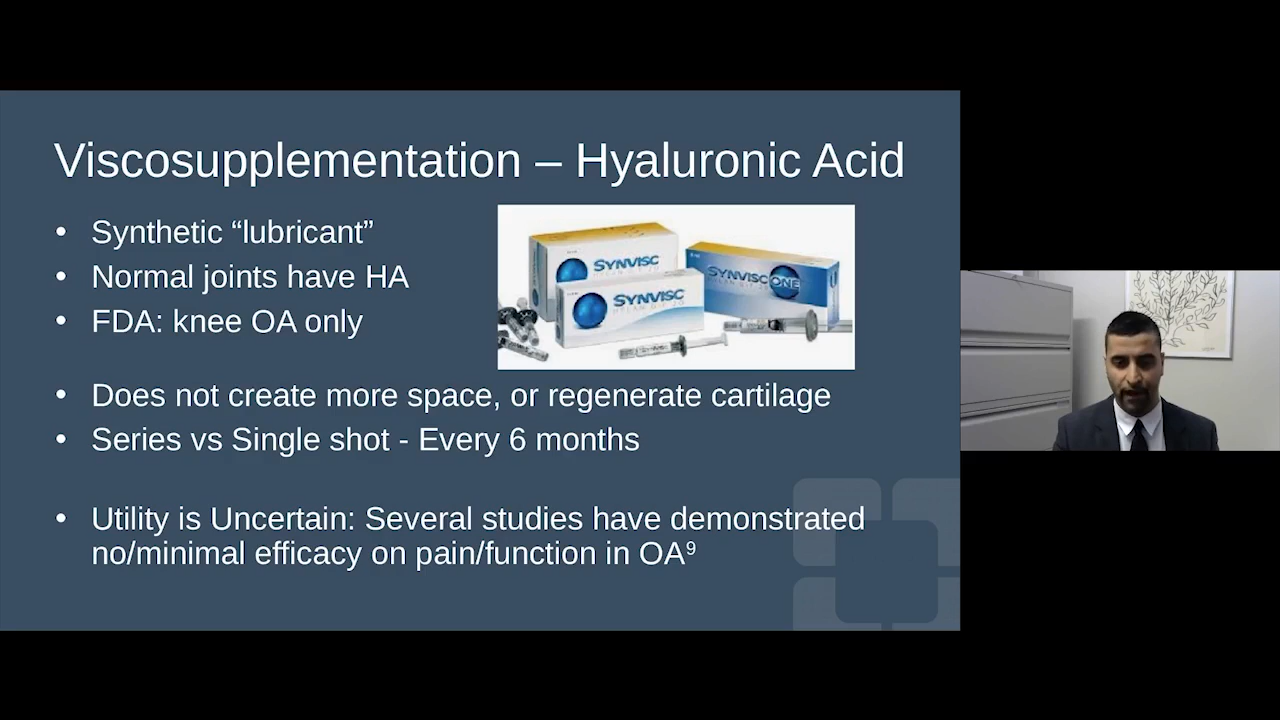 Viscosupplementation – Hyaluronic Acid
• Synthetic “lubricant”
• Normal joints have HA
• FDA: knee OA only
SYNVISC
SYNVISC
SYNVISC ONE
• Does not create more space, or regenerate cartilage
• Series vs Single shot - Every 6 months
• Utility is Uncertain: Several studies have demonstrated
no/minimal efficacy on pain/function in OA⁹